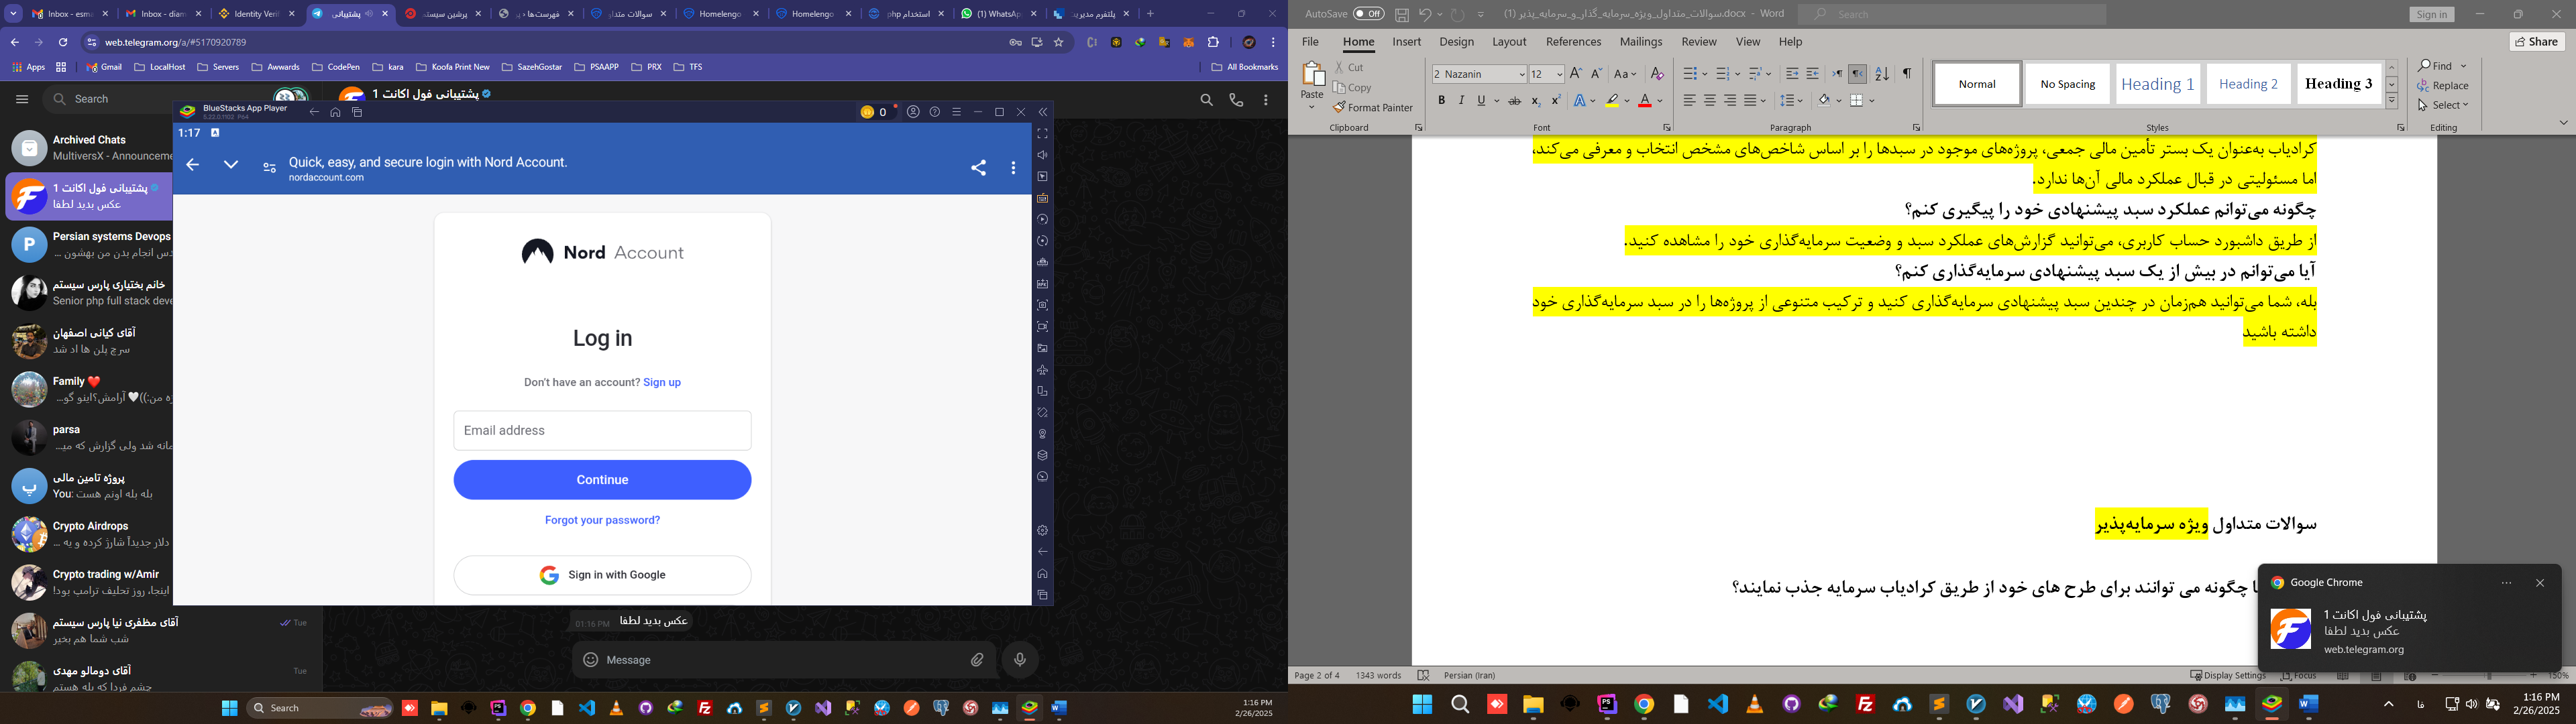 Inbox - esma
Inbox - diam
Identity Veri
پشتیبانی
پرشین سیستم
فهرست‌ها ‹ پ
سوالات متداو
Homelengo
Homelengo
استخدام php
(1) WhatsAp
پلتفرم مدیریت
web.telegram.org/a/#5170920789
Apps
Gmail
LocalHost
Servers
Awwards
CodePen
kara
Koofa Print New
SazehGostar
PSAAPP
PRX
TFS
All Bookmarks
Search
پشتیبانی فول اکانت 1
Archived Chats
MultiversX - Announceme
پشتیبانی فول اکانت 1
عکس بدید لطفا
P
Persian systems Devops
دس انجام بدن من بهشون ...
خانم بختیاری پارس سیستم
Senior php full stack deve
آقای کیانی اصفهان
سرچ پلن ها اد شد
Family ❤️
ژه من:))🤍 آرامش؟اینو گو...
parsa
مانه شد ولی گزارش که می...
پ
پروژه تامین مالی
You: بله بله اونم هست
Crypto Airdrops
دلار جدیداً شارژ کرده و یه ...
Crypto trading w/Amir
اینجا، روز تحلیف ترامپ بود!
آقای مظفری نیا پارس سیستم
Tue
شب شما هم بخیر
آقای دومالو مهدی
Tue
چشم فردا که بله هستم
BlueStacks App Player
5.22.0.1102 P64
0
1:17
A
Quick, easy, and secure login with Nord Account.
nordaccount.com
Nord Account
Log in
Don't have an account? Sign up
Email address
Continue
Forgot your password?
Sign in with Google
عکس بدید لطفا
01:16 PM
Message
Search
1:16 PM
2/26/2025
AutoSave Off
سوالات_متداول_ویژه_سرمایه_گذار_و_سرمایه_پذیر (1).docx - Word
Search
Sign in
File
Home
Insert
Design
Layout
References
Mailings
Review
View
Help
Share
Paste
Cut
Copy
Format Painter
Clipboard
2 Nazanin
12
Font
Paragraph
Normal
No Spacing
Heading 1
Heading 2
Heading 3
Styles
Find
Replace
Select
Editing
کرادیاب به‌عنوان یک بستر تأمین مالی جمعی، پروژه‌های موجود در سبدها را بر اساس شاخص‌های مشخص انتخاب و معرفی می‌کند،
اما مسئولیتی در قبال عملکرد مالی آن‌ها ندارد.
چگونه می‌توانم عملکرد سبد پیشنهادی خود را پیگیری کنم؟
از طریق داشبورد حساب کاربری، می‌توانید گزارش‌های عملکرد سبد و وضعیت سرمایه‌گذاری خود را مشاهده کنید.
آیا می‌توانم در بیش از یک سبد پیشنهادی سرمایه‌گذاری کنم؟
بله، شما می‌توانید هم‌زمان در چندین سبد پیشنهادی سرمایه‌گذاری کنید و ترکیب متنوعی از پروژه‌ها را در سبد سرمایه‌گذاری خود
داشته باشید
سوالات متداول ویژه سرمایه‌پذیر
ا چگونه می توانند برای طرح های خود از طریق کرادیاب سرمایه جذب نمایند؟
Google Chrome
پشتیبانی فول اکانت 1
عکس بدید لطفا
web.telegram.org
Page 2 of 4
1343 words
Persian (Iran)
Display Settings
Focus
150%
فا
1:16 PM
2/26/2025